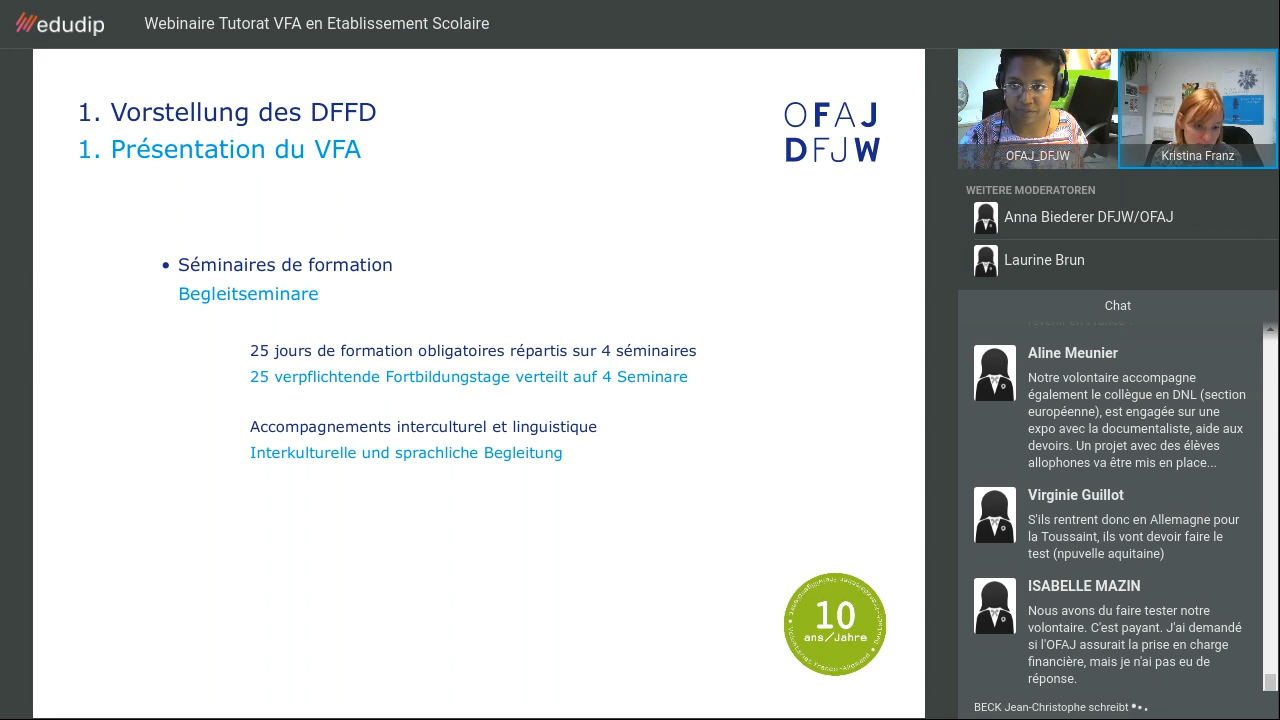 edudip
Webinaire Tutorat VFA en Etablissement Scolaire
1. Vorstellung des DFFD
1. Présentation du VFA
OFAJ
DFJW
• Séminaires de formation
Begleitseminare
25 jours de formation obligatoires répartis sur 4 séminaires
25 verpflichtende Fortbildungstage verteilt auf 4 Seminare
Accompagnements interculturel et linguistique
Interkulturelle und sprachliche Begleitung
10
ans/Jahre
OFAJ_DFJW
Kristina Franz
WEITERE MODERATOREN
Anna Biederer DFJW/OFAJ
Laurine Brun
Chat
Aline Meunier
Notre volontaire accompagne
également le collègue en DNL (section
européenne), est engagée sur une
expo avec la documentaliste, aide aux
devoirs. Un projet avec des élèves
allophones va être mis en place...
Virginie Guillot
S'ils rentrent donc en Allemagne pour
la Toussaint, ils vont devoir faire le
test (npuvelle aquitaine)
ISABELLE MAZIN
Nous avons du faire tester notre
volontaire. C'est payant. J'ai demandé
si l'OFAJ assurait la prise en charge
financière, mais je n'ai pas eu de
réponse.
BECK Jean-Christophe schreibt